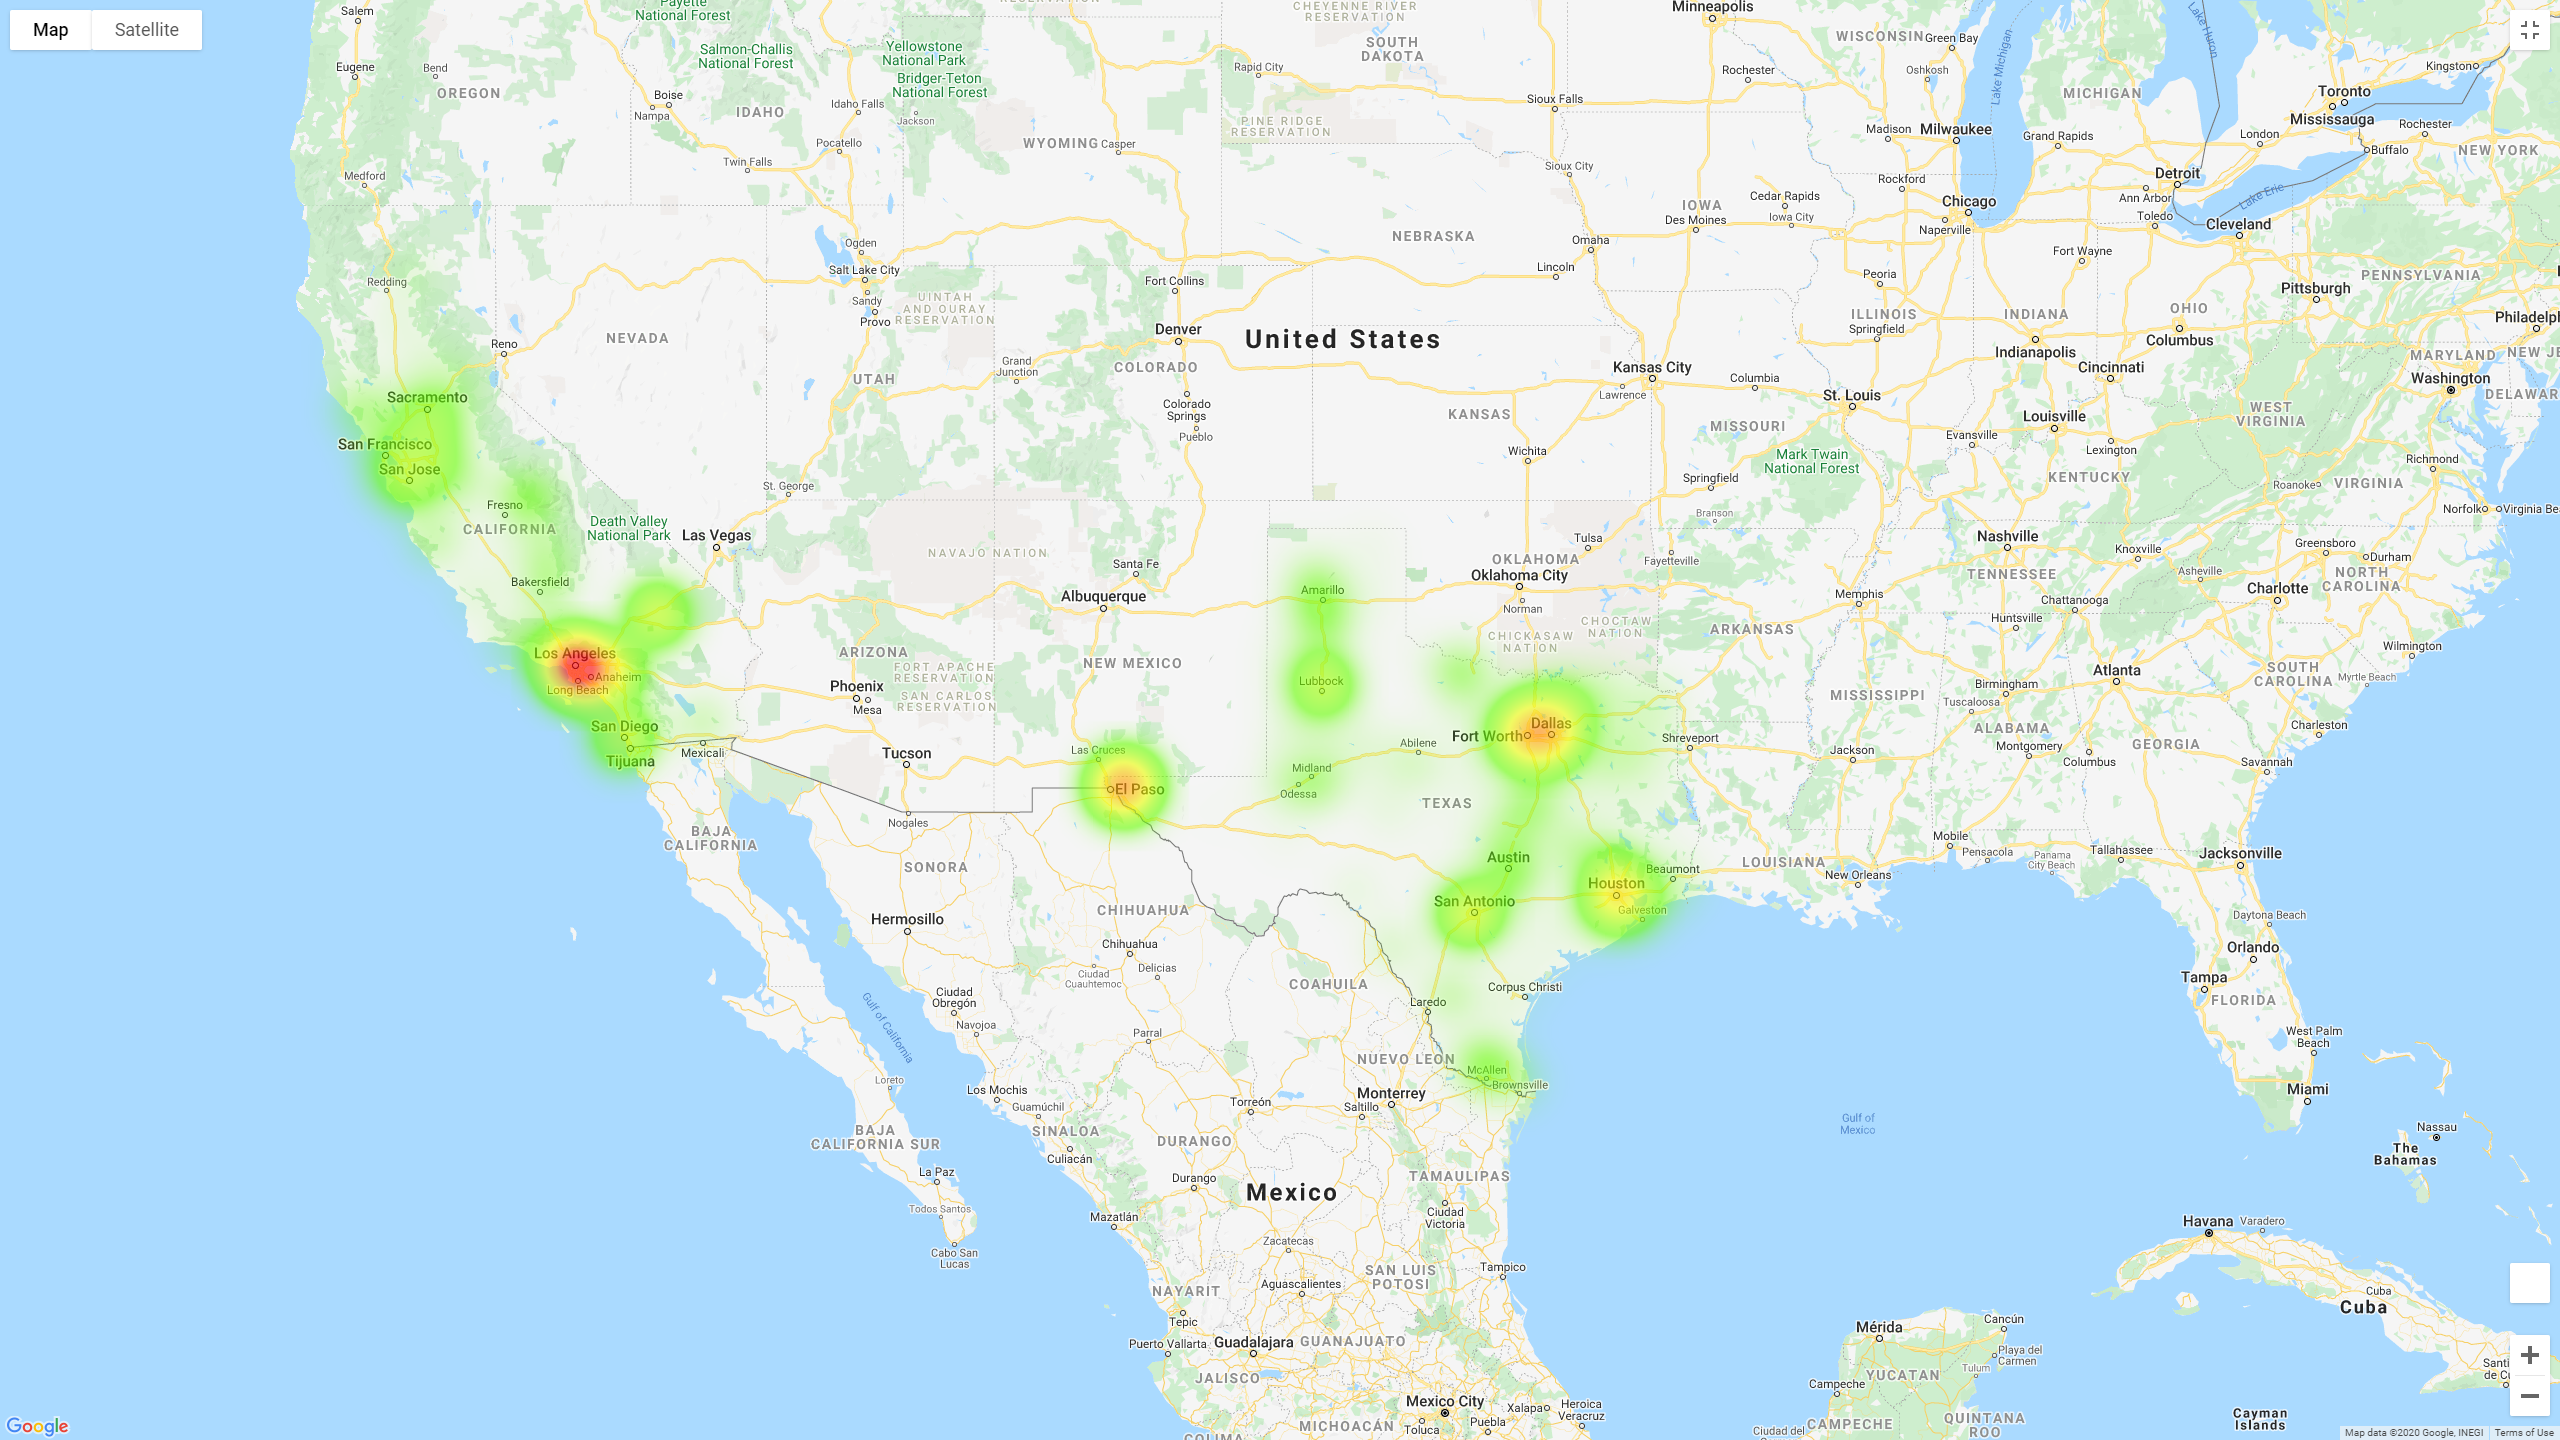 Map
Satellite
Salem
Payette
National Forest
RESERVATION
CHEYENNE RIVER
RESERVATION
Minneapolis
SOUTH
DAKOTA
WISCONSIN
Green Bay
Lake Michigan
Lake Huron
Eugene
Bend
OREGON
Salmon-Challis
National Forest
Yellowstone
National Park
Bridger-Teton
National Forest
Rapid City
Rochester
Oshkosh
MICHIGAN
Kingston
Toronto
Mississauga
Boise
Nampa
IDAHO
Idaho Falls
Jackson
Pocatello
WYOMING
Casper
PINE RIDGE
RESERVATION
Sioux Falls
Madison
Milwaukee
Grand Rapids
London
Rochester
Buffalo
NEW YORK
Medford
Twin Falls
Sioux City
Rockford
Detroit
Ann Arbor
Lake Erie
IOWA
Des Moines
Cedar Rapids
Iowa City
Chicago
Naperville
Toledo
Cleveland
Redding
Ogden
Salt Lake City
Sandy
Provo
UINTAH
AND OURAY
RESERVATION
Fort Collins
NEBRASKA
Omaha
Lincoln
Peoria
Fort Wayne
PENNSYLVANIA
Pittsburgh
Philadelp
Reno
NEVADA
Denver
United States
ILLINOIS
Springfield
INDIANA
Indianapolis
OHIO
Columbus
Cincinnati
MARYLAND
NEW JE
Washington
DELAWAR
UTAH
Grand
Junction
COLORADO
Colorado
Springs
Pueblo
Kansas City
Lawrence
Columbia
St. Louis
KANSAS
MISSOURI
Louisville
WEST
VIRGINIA
Sacramento
San Francisco
San Jose
St. George
Wichita
Mark Twain
National Forest
Evansville
Lexington
Richmond
Springfield
KENTUCKY
Roanoke
VIRGINIA
Norfolk
Virginia Bea
Fresno
CALIFORNIA
Death Valley
National Park
Las Vegas
NAVAJO NATION
Santa Fe
Branson
Tulsa
OKLAHOMA
Oklahoma City
Fayetteville
Nashville
Knoxville
Greensboro
Durham
TENNESSEE
Asheville
Charlotte
NORTH
CAROLINA
Bakersfield
Albuquerque
Amarillo
Norman
Memphis
Chattanooga
Huntsville
CHICKASAW
NATION
CHOCTAW
NATION
ARKANSAS
Los Angeles
Anaheim
Long Beach
ARIZONA
FORT APACHE
RESERVATION
SAN CARLOS
RESERVATION
NEW MEXICO
Lubbock
Atlanta
Wilmington
SOUTH
CAROLINA
Myrtle Beach
Phoenix
Mesa
MISSISSIPPI
Birmingham
Tuscaloosa
San Diego
Tijuana
Mexicali
Tucson
Las Cruces
El Paso
Midland
Odessa
Abilene
Fort Worth
Dallas
Shreveport
Jackson
ALABAMA
Montgomery
Columbus
GEORGIA
Charleston
Savannah
TEXAS
Nogales
BAJA
CALIFORNIA
SONORA
Austin
LOUISIANA
Mobile
Pensacola
Panama
City Beach
Tallahassee
Jacksonville
Houston
Beaumont
New Orleans
San Antonio
Galveston
CHIHUAHUA
Hermosillo
Chihuahua
Ciudad
Cuauhtemoc
Delicias
Daytona Beach
Orlando
Tampa
FLORIDA
COAHUILA
Corpus Christi
Laredo
Ciudad
Obregón
Navojoa
Gulf of California
Parral
NUEVO LEON
McAllen
Brownsville
West Palm
Beach
Miami
Loreto
Los Mochis
Guamúchil
SINALOA
Torreón
Monterrey
Saltillo
Gulf of
Mexico
Nassau
The
Bahamas
BAJA
CALIFORNIA SUR
Culiacán
DURANGO
Durango
TAMAULIPAS
La Paz
Todos Santos
Cabo San
Lucas
Mazatlán
Mexico
Ciudad
Victoria
Zacatecas
Havana
Varadero
NAYARIT
Aguascalientes
SAN LUIS
POTOSI
Tampico
Cuba
Cuba
Tepic
Puerto Vallarta
Guadalajara
GUANAJUATO
Mérida
Cancún
Playa del
Carmen
Tulum
YUCATAN
JALISCO
Campeche
Santi
de Cu
Mexico City
Toluca
Puebla
Xalapa
Heroica
Veracruz
MICHOACÁN
COLIMA
Ciudad del
CAMPECHE
QUINTANA
ROO
Cayman
Islands
Google
Map data ©2020 Google, INEGI
Terms of Use